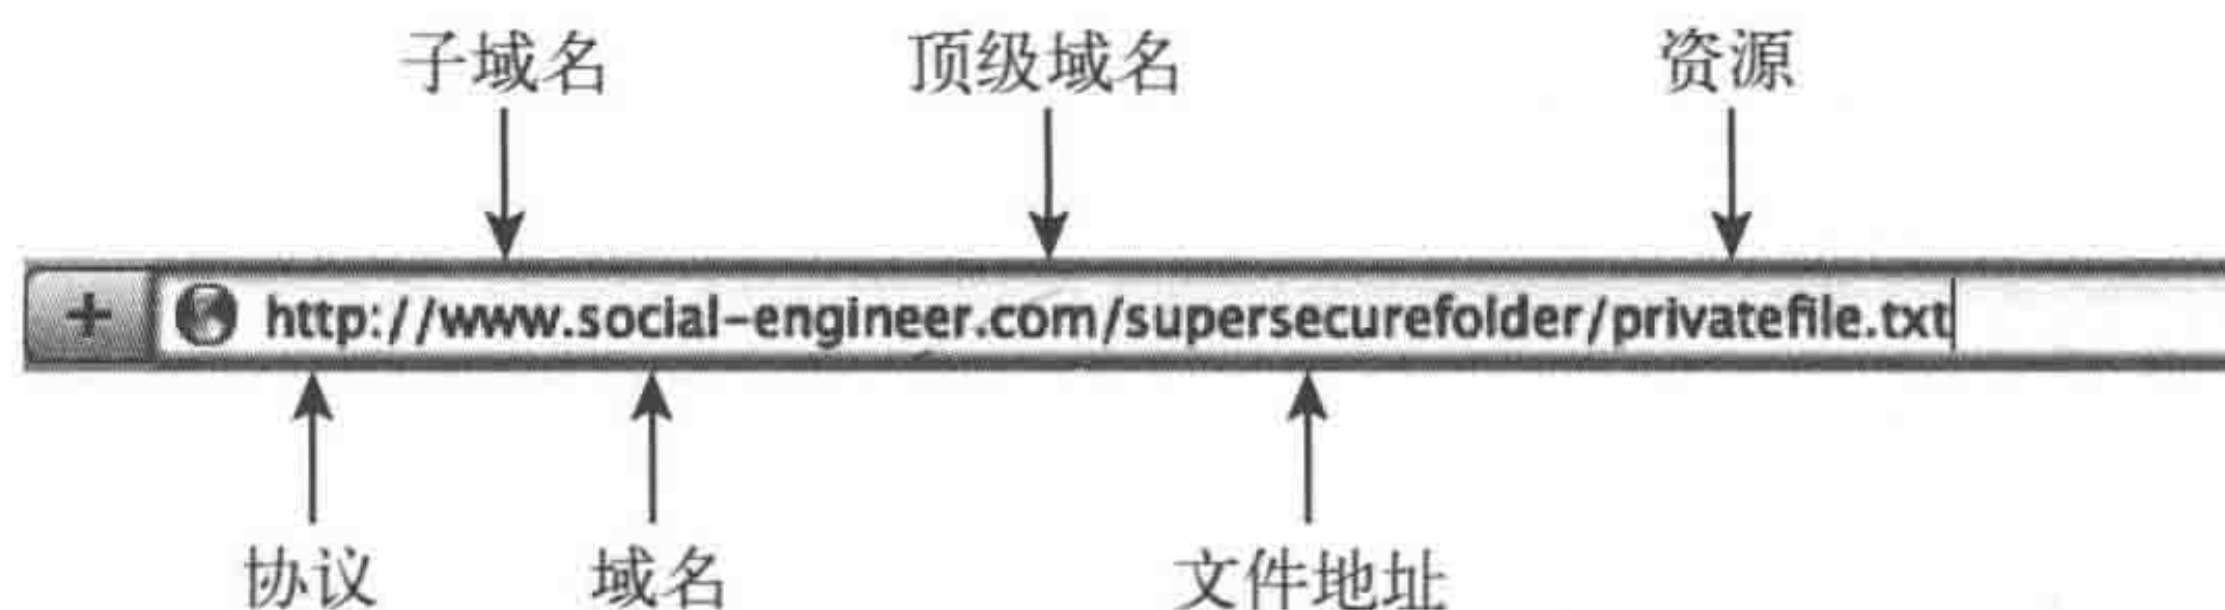 子域名 顶级域名 资源
+ http://www.social-engineer.com/supersecurefolder/privatefile.txt
协议 域名 文件地址